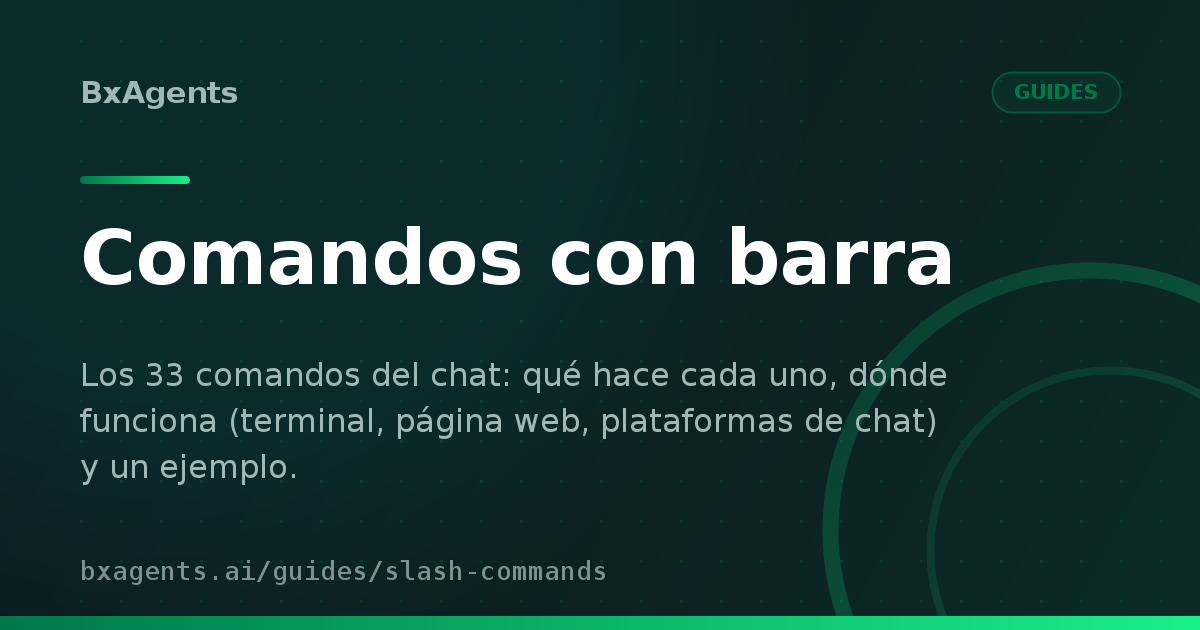 BxAgents
GUIDES
Comandos con barra
Los 33 comandos del chat: qué hace cada uno, dónde
funciona (terminal, página web, plataformas de chat)
y un ejemplo.
bxagents.ai/guides/slash-commands